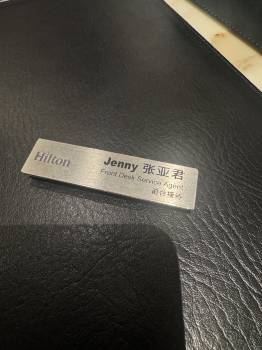 Hilton
Jenny 张亚君
Front Desk Service Agent
前台接待